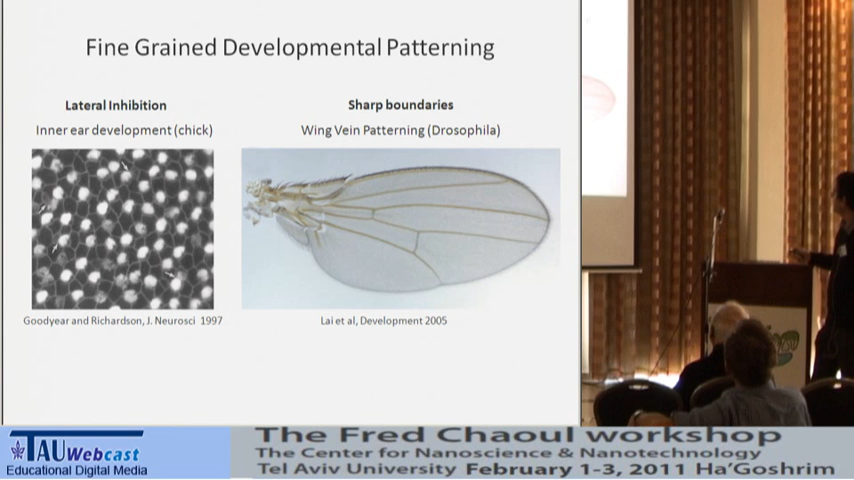 Fine Grained Developmental Patterning
Lateral Inhibition
Inner ear development (chick)
Goodyear and Richardson, J. Neurosci 1997
Sharp boundaries
Wing Vein Patterning (Drosophila)
Lai et al, Development 2005
TAU Webcast
Educational Digital Media
The Fred Chaoul workshop
The Center for Nanoscience & Nanotechnology
Tel Aviv University February 1-3, 2011 Ha'Goshrim